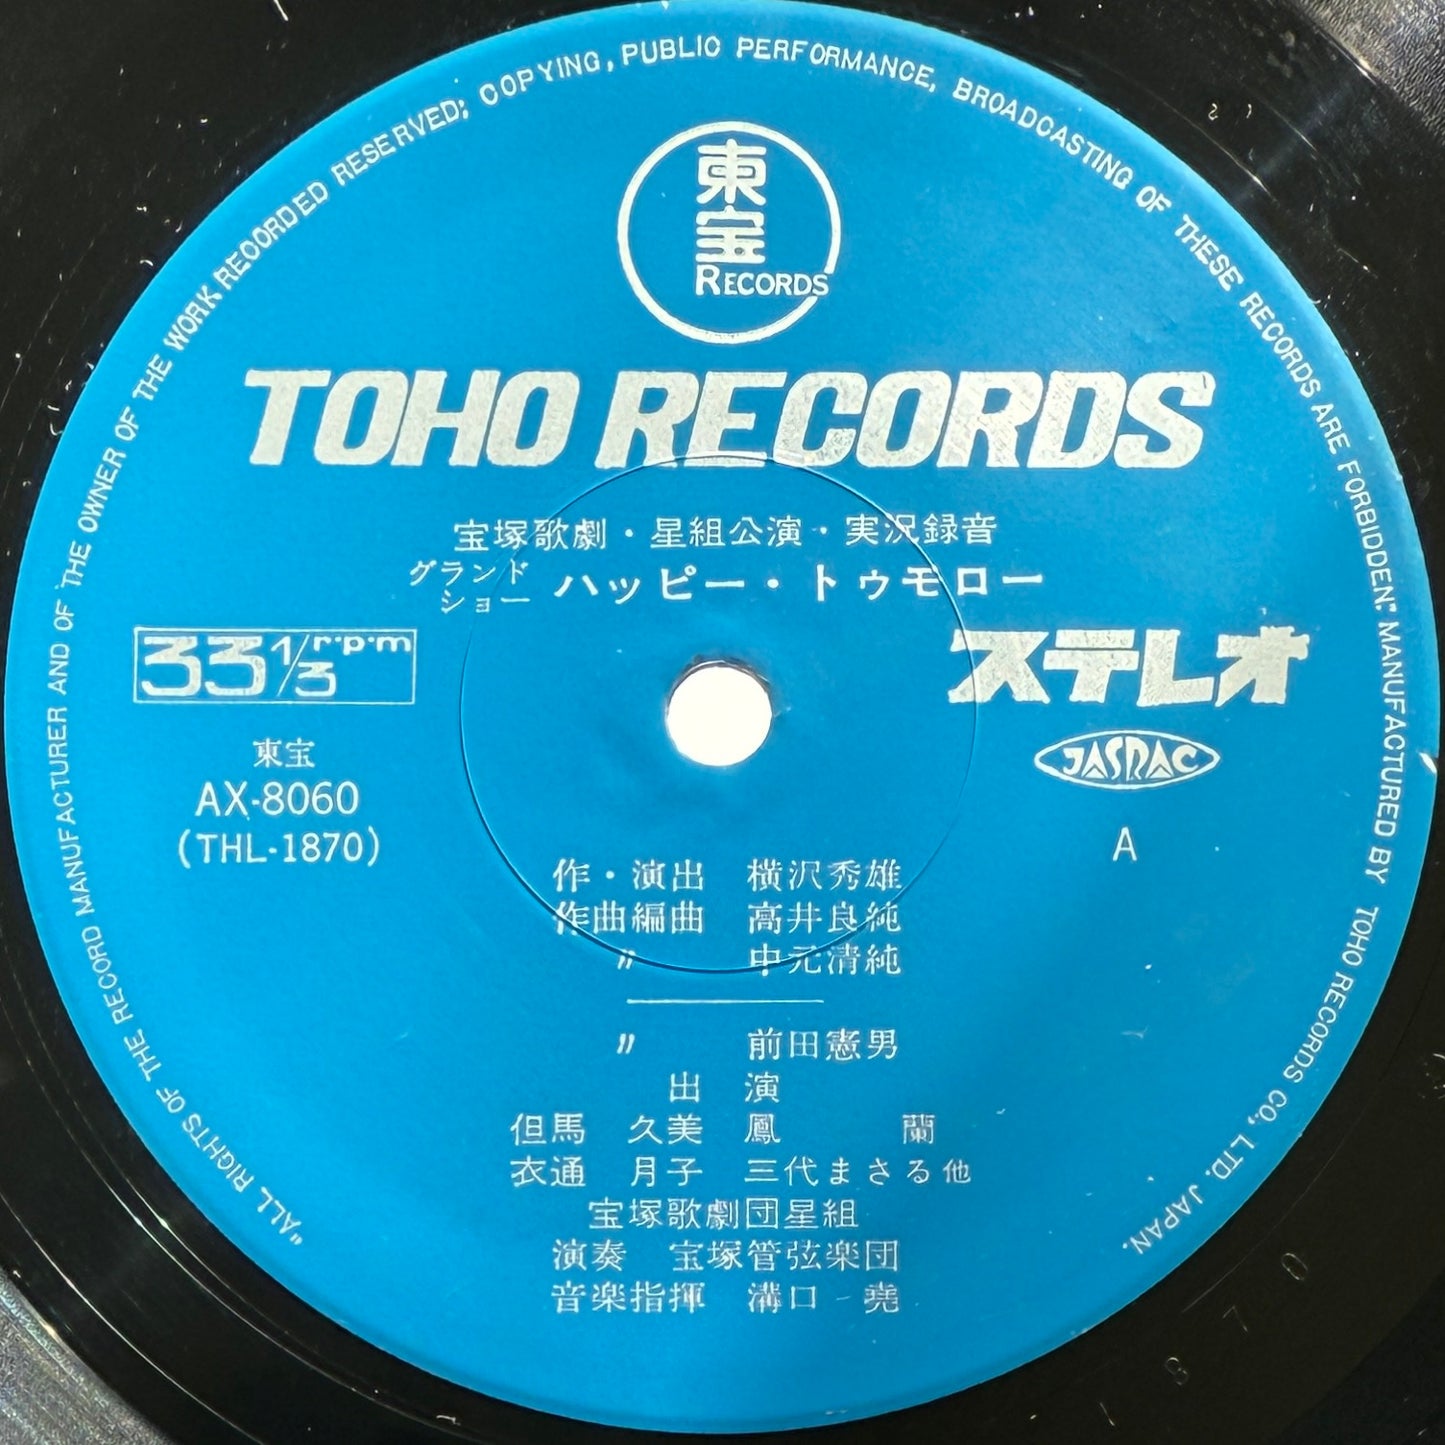 "ALL RIGHTS OF THE RECORD MANUFACTURER AND OF THE OWNER OF THE WORK RECORDED RESERVED; COPYING, PUBLIC PERFORMANCE, BROADCASTING OF THESE RECORDS ARE FORBIDDEN." MANUFACTURED BY TOHO RECORDS CO., LTD. JAPAN.
東宝
RECORDS
TOHO RECORDS
宝塚歌劇・星組公演・実況録音
グランドショー ハッピー・トゥモロー
33 1/3 r.p.m
ステレオ
東宝
JASRAC
AX-8060
(THL-1870)
A
作・演出 横沢秀雄
作曲編曲 高井良純
〃 中元清純
〃 前田憲男
出演
但馬久美 鳳蘭
衣通月子 三代まさる他
宝塚歌劇団星組
演奏 宝塚管弦楽団
音楽指揮 溝口堯